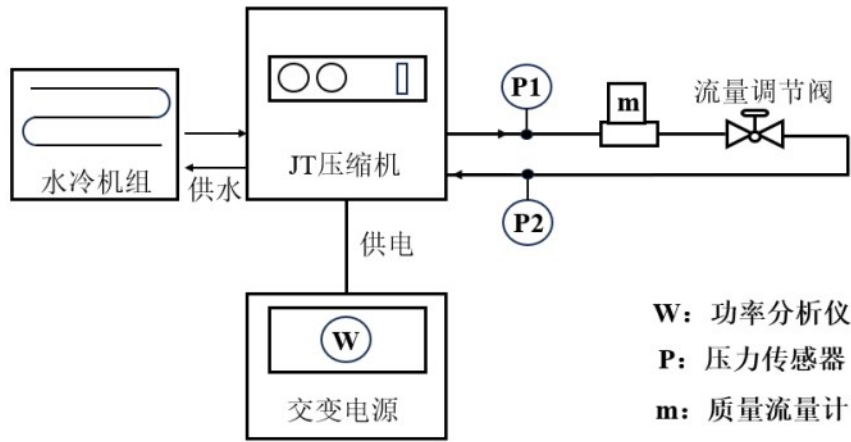 P1
m
流量调节阀
JT压缩机
水冷机组
供水
P2
供电
W
交变电源
W：功率分析仪
P：压力传感器
m：质量流量计